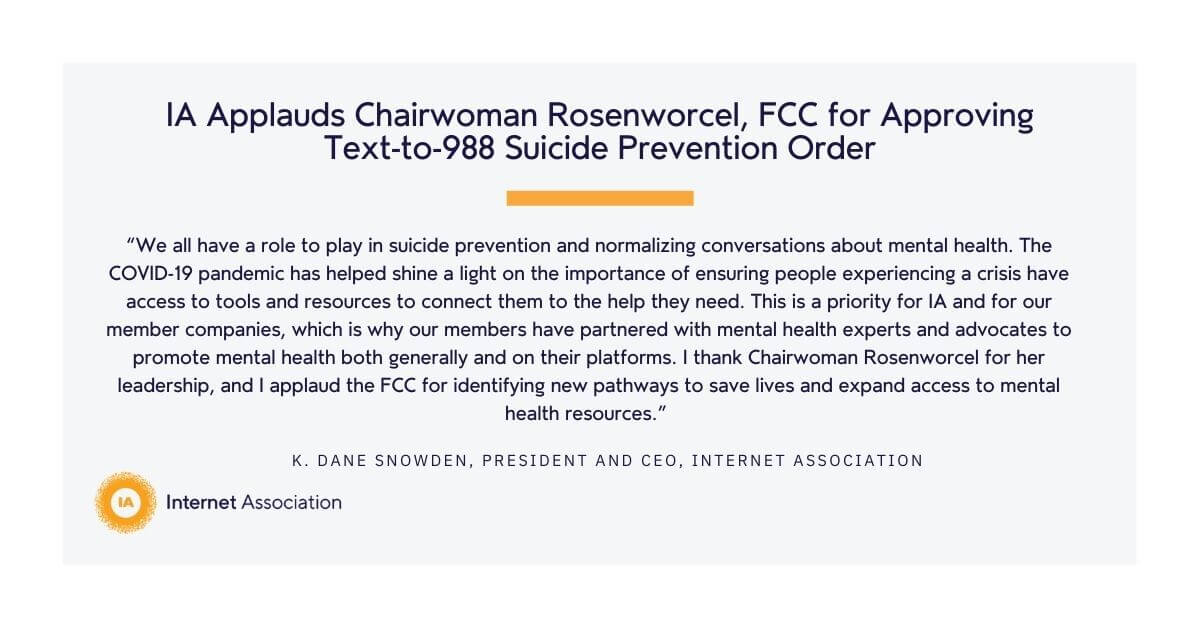 IA Applauds Chairwoman Rosenworcel, FCC for Approving
Text-to-988 Suicide Prevention Order
“We all have a role to play in suicide prevention and normalizing conversations about mental health. The
COVID-19 pandemic has helped shine a light on the importance of ensuring people experiencing a crisis have
access to tools and resources to connect them to the help they need. This is a priority for IA and for our
member companies, which is why our members have partnered with mental health experts and advocates to
promote mental health both generally and on their platforms. I thank Chairwoman Rosenworcel for her
leadership, and I applaud the FCC for identifying new pathways to save lives and expand access to mental
health resources.”
K. DANE SNOWDEN, PRESIDENT AND CEO, INTERNET ASSOCIATION
IA Internet Association